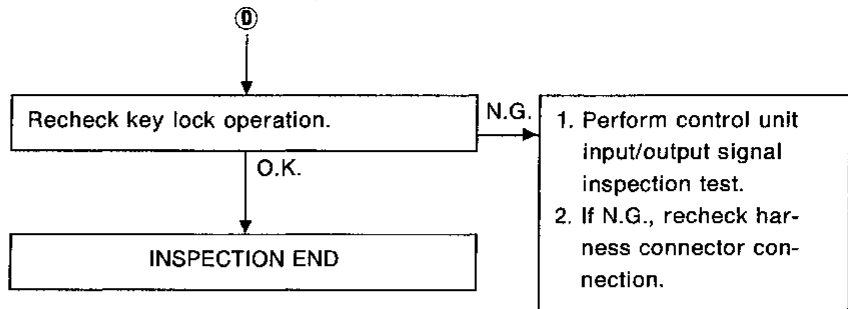 D
Recheck key lock operation.
N.G.
O.K.
INSPECTION END
1. Perform control unit
input/output signal
inspection test.
2. If N.G., recheck har-
ness connector con-
nection.